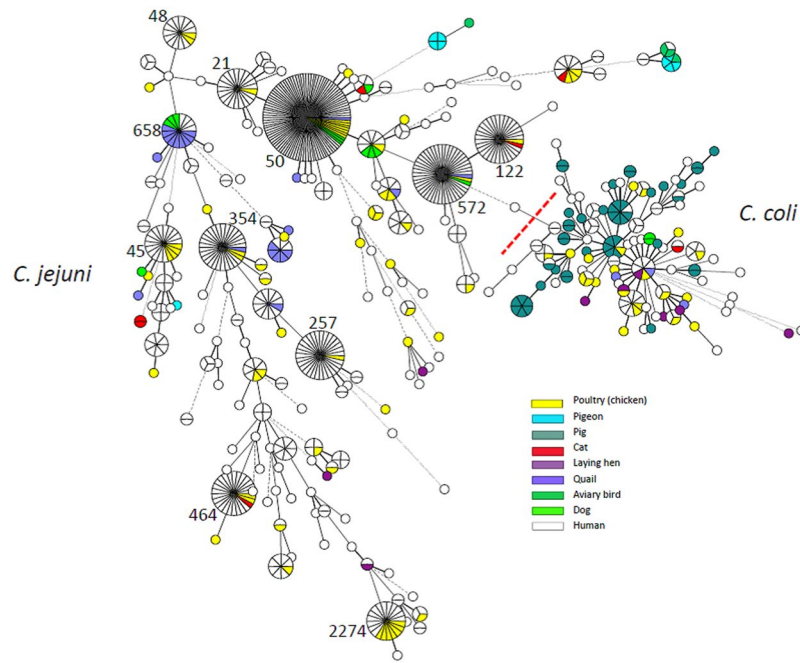 48
21
658
50
122
572
354
45
C. jejuni
C. coli
257
464
2274
Poultry (chicken)
Pigeon
Pig
Cat
Laying hen
Quail
Aviary bird
Dog
Human